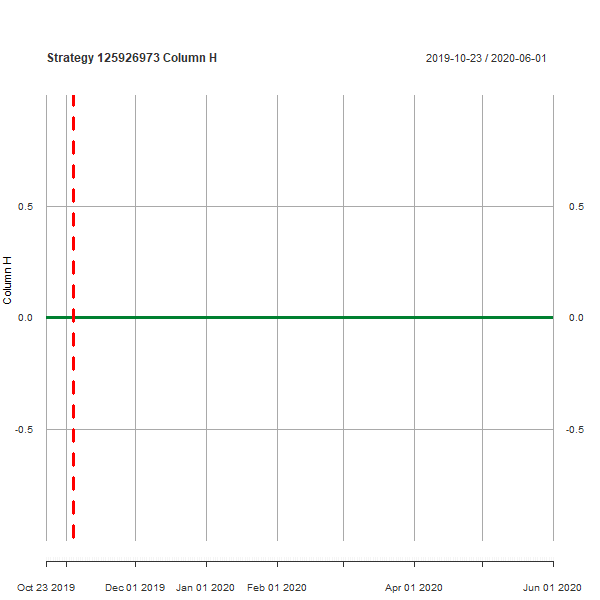 Strategy 125926973 Column H
2019-10-23 / 2020-06-01
0.5 0.5
Column H
0.0 0.0
-0.5 -0.5
Oct 23 2019 Dec 01 2019 Jan 01 2020 Feb 01 2020 Apr 01 2020 Jun 01 2020